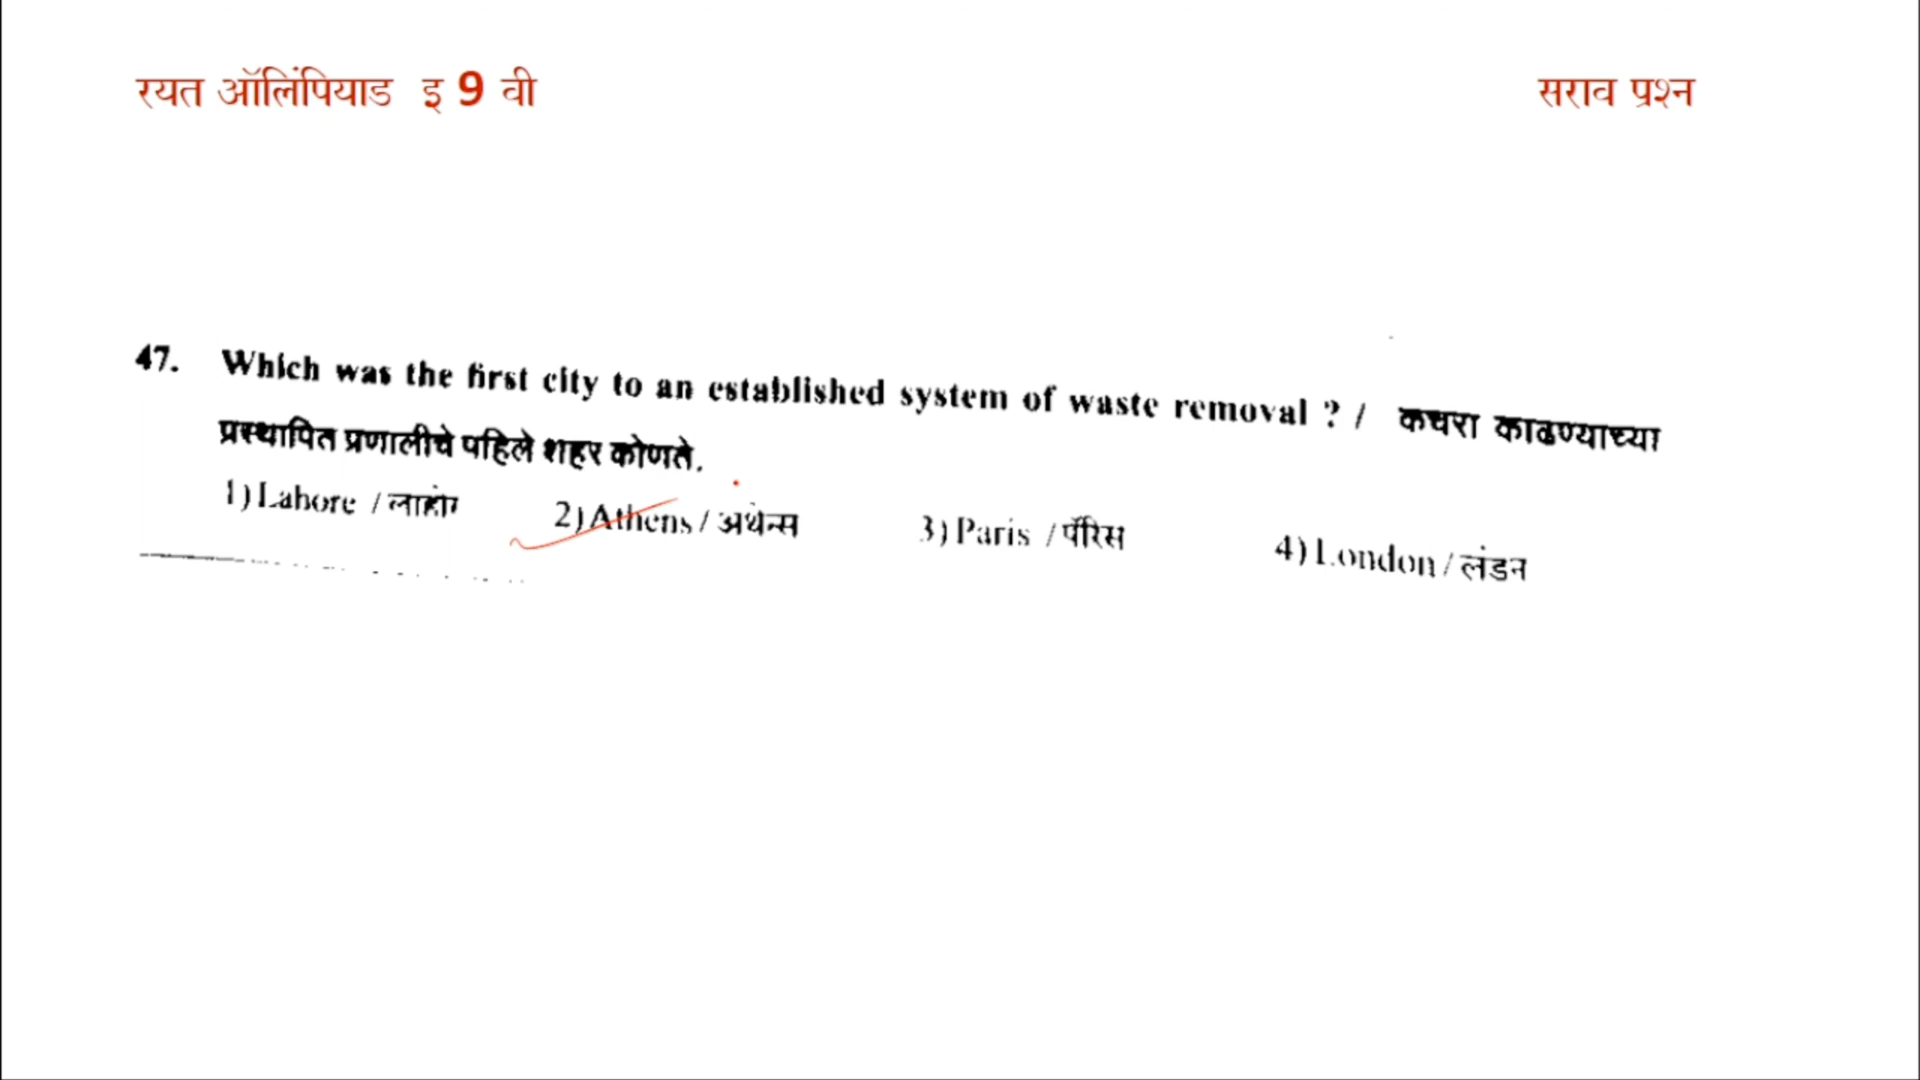 रयत ऑलिंपियाड इ 9 वी
सराव प्रश्न
47. Which was the first city to an established system of waste removal ? / कचरा काढण्याच्या
प्रस्थापित प्रणालीचे पहिले शहर कोणते.
1) Lahore / लाहोर 2) Athens / अथेन्स 3) Paris / पॅरिस 4) London / लंडन